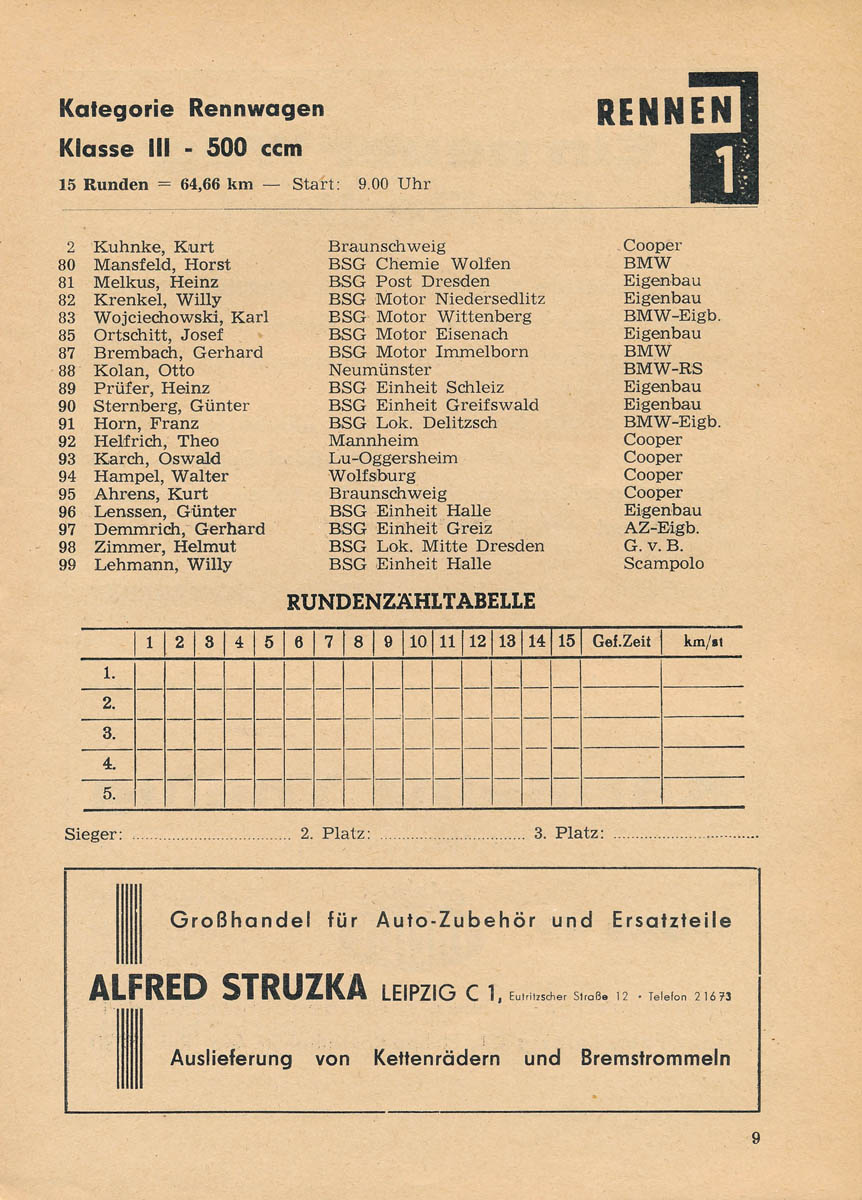 Kategorie Rennwagen
Klasse III - 500 ccm
15 Runden = 64,66 km — Start: 9.00 Uhr
RENNEN
1
2 Kuhnke, Kurt Braunschweig Cooper
80 Mansfeld, Horst BSG Chemie Wolfen BMW
81 Melkus, Heinz BSG Post Dresden Eigenbau
82 Krenkel, Willy BSG Motor Niedersedlitz Eigenbau
83 Wojciechowski, Karl BSG Motor Wittenberg BMW-Eigb.
85 Ortschitt, Josef BSG Motor Eisenach Eigenbau
87 Brembach, Gerhard BSG Motor Immelborn BMW
88 Kolan, Otto Neumünster BMW-RS
89 Prüfer, Heinz BSG Einheit Schleiz Eigenbau
90 Sternberg, Günter BSG Einheit Greifswald Eigenbau
91 Horn, Franz BSG Lok. Delitzsch BMW-Eigb.
92 Helfrich, Theo Mannheim Cooper
93 Karch, Oswald Lu-Oggersheim Cooper
94 Hampel, Walter Wolfsburg Cooper
95 Ahrens, Kurt Braunschweig Cooper
96 Lenssen, Günter BSG Einheit Halle Eigenbau
97 Demmrich, Gerhard BSG Einheit Greiz AZ-Eigb.
98 Zimmer, Helmut BSG Lok. Mitte Dresden G. v. B.
99 Lehmann, Willy BSG Einheit Halle Scampolo
RUNDENZÄHLTABELLE
1 2 3 4 5 6 7 8 9 10 11 12 13 14 15 Gef.Zeit km/st
1.
2.
3.
4.
5.
Sieger: ................................ 2. Platz: ............................. 3. Platz: ..............................
Großhandel für Auto-Zubehör und Ersatzteile
ALFRED STRUZKA LEIPZIG C 1, Eutritzscher Straße 12 • Telefon 21673
Auslieferung von Kettenrädern und Bremstrommeln
9